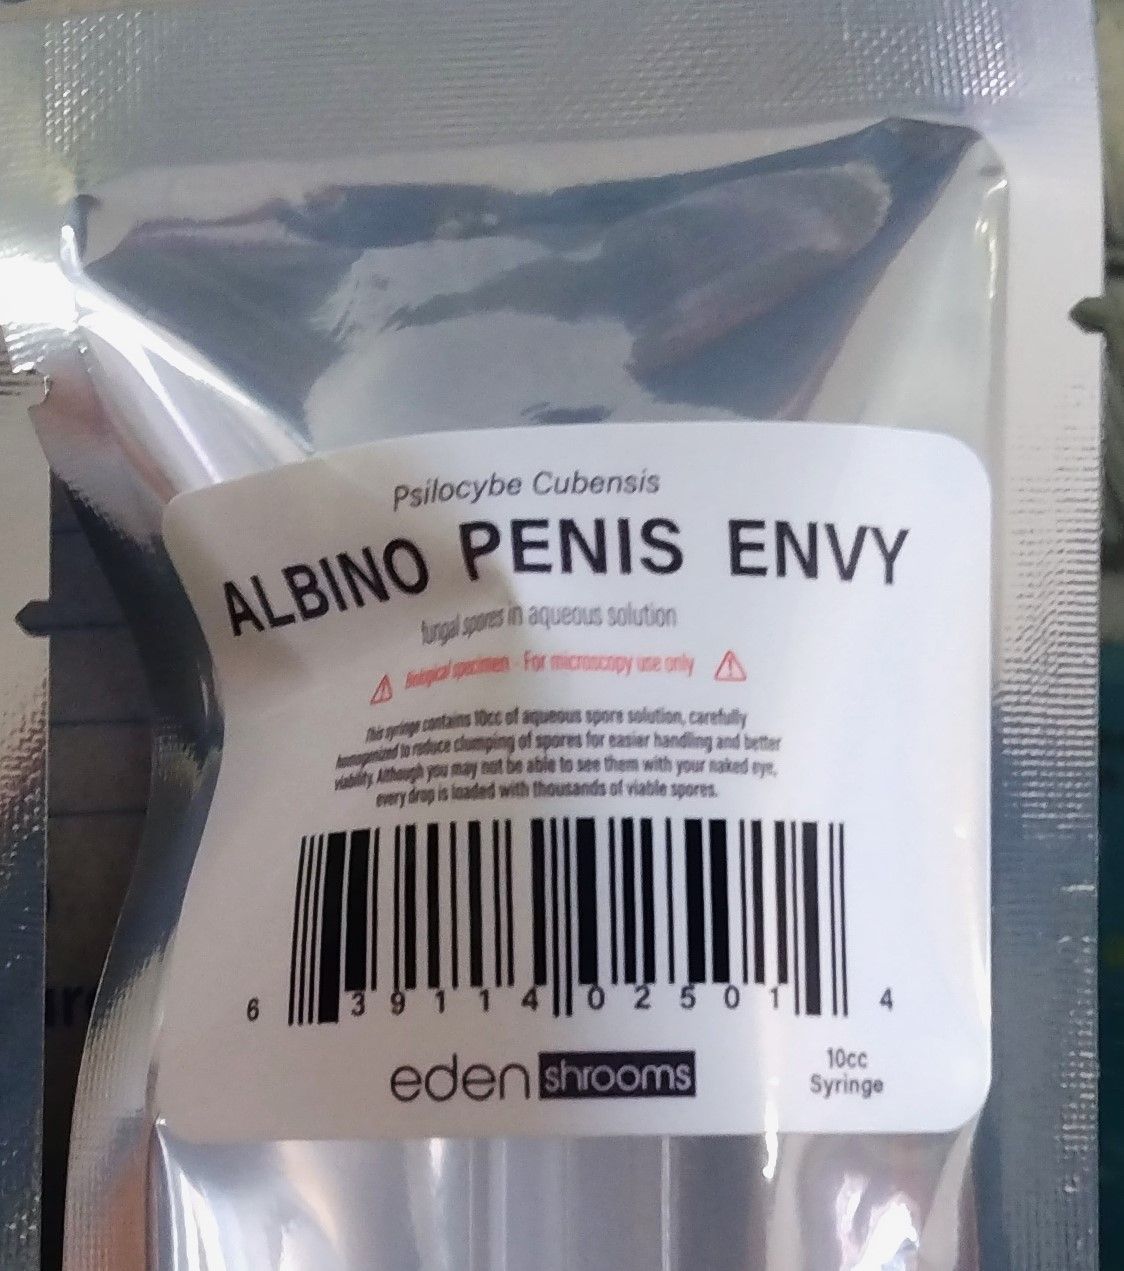 Psilocybe Cubensis
ALBINO PENIS ENVY
fungal spores in aqueous solution
Biological specimen - For microscopy use only
This syringe contains 10cc of aqueous spore solution, carefully
homogenized to reduce clumping of spores for easier handling and better
viability. Although you may not be able to see them with your naked eye,
every drop is loaded with thousands of viable spores.
6 39114 02501 4
eden shrooms
10cc
Syringe